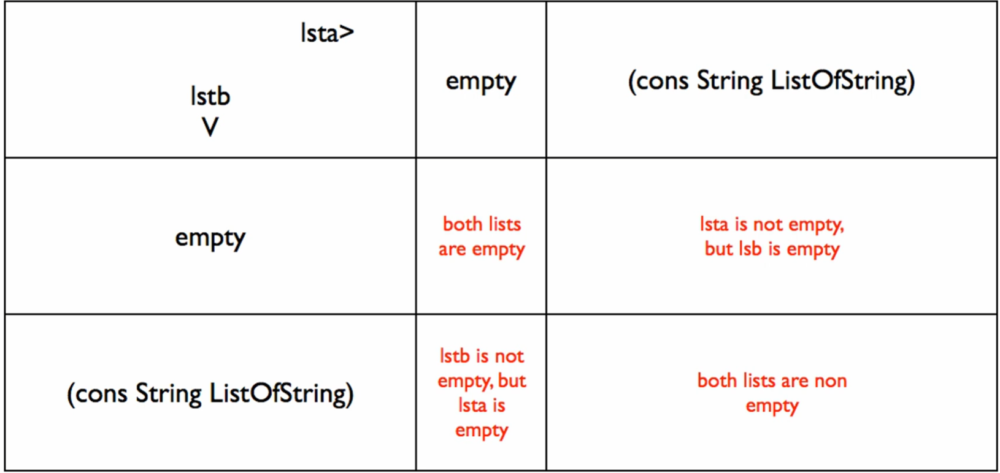 lsta>
lstb
V
empty
(cons String ListOfString)
empty
both lists
are empty
lsta is not empty,
but lsb is empty
(cons String ListOfString)
lstb is not
empty, but
lsta is
empty
both lists are non
empty